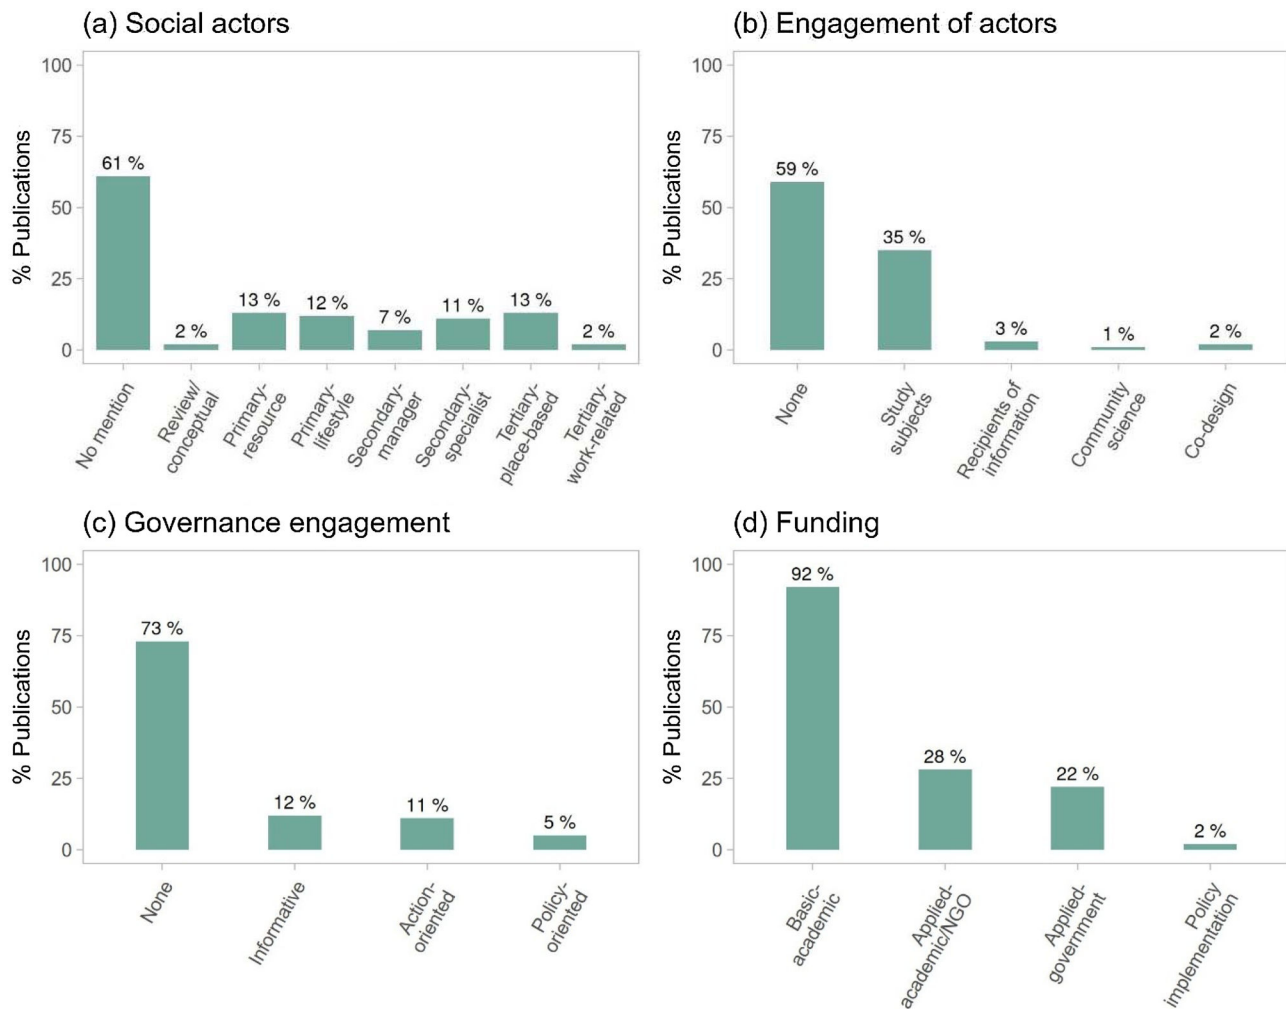 (a) Social actors
% Publications
100
75
50
25
0
61 %
2 %
13 %
12 %
7 %
11 %
13 %
2 %
No mention
Review/
conceptual
Primary-
resource
Primary-
lifestyle
Secondary-
manager
Secondary-
specialist
Tertiary-
place-based
Tertiary-
work-related
(b) Engagement of actors
% Publications
100
75
50
25
0
59 %
35 %
3 %
1 %
2 %
None
Study
subjects
Recipients of
information
Community
science
Co-design
(c) Governance engagement
% Publications
100
75
50
25
0
73 %
12 %
11 %
5 %
None
Informative
Action-
oriented
Policy-
oriented
(d) Funding
% Publications
100
75
50
25
0
92 %
28 %
22 %
2 %
Basic-
academic
Applied-
academic/NGO
Applied-
government
Policy
implementation